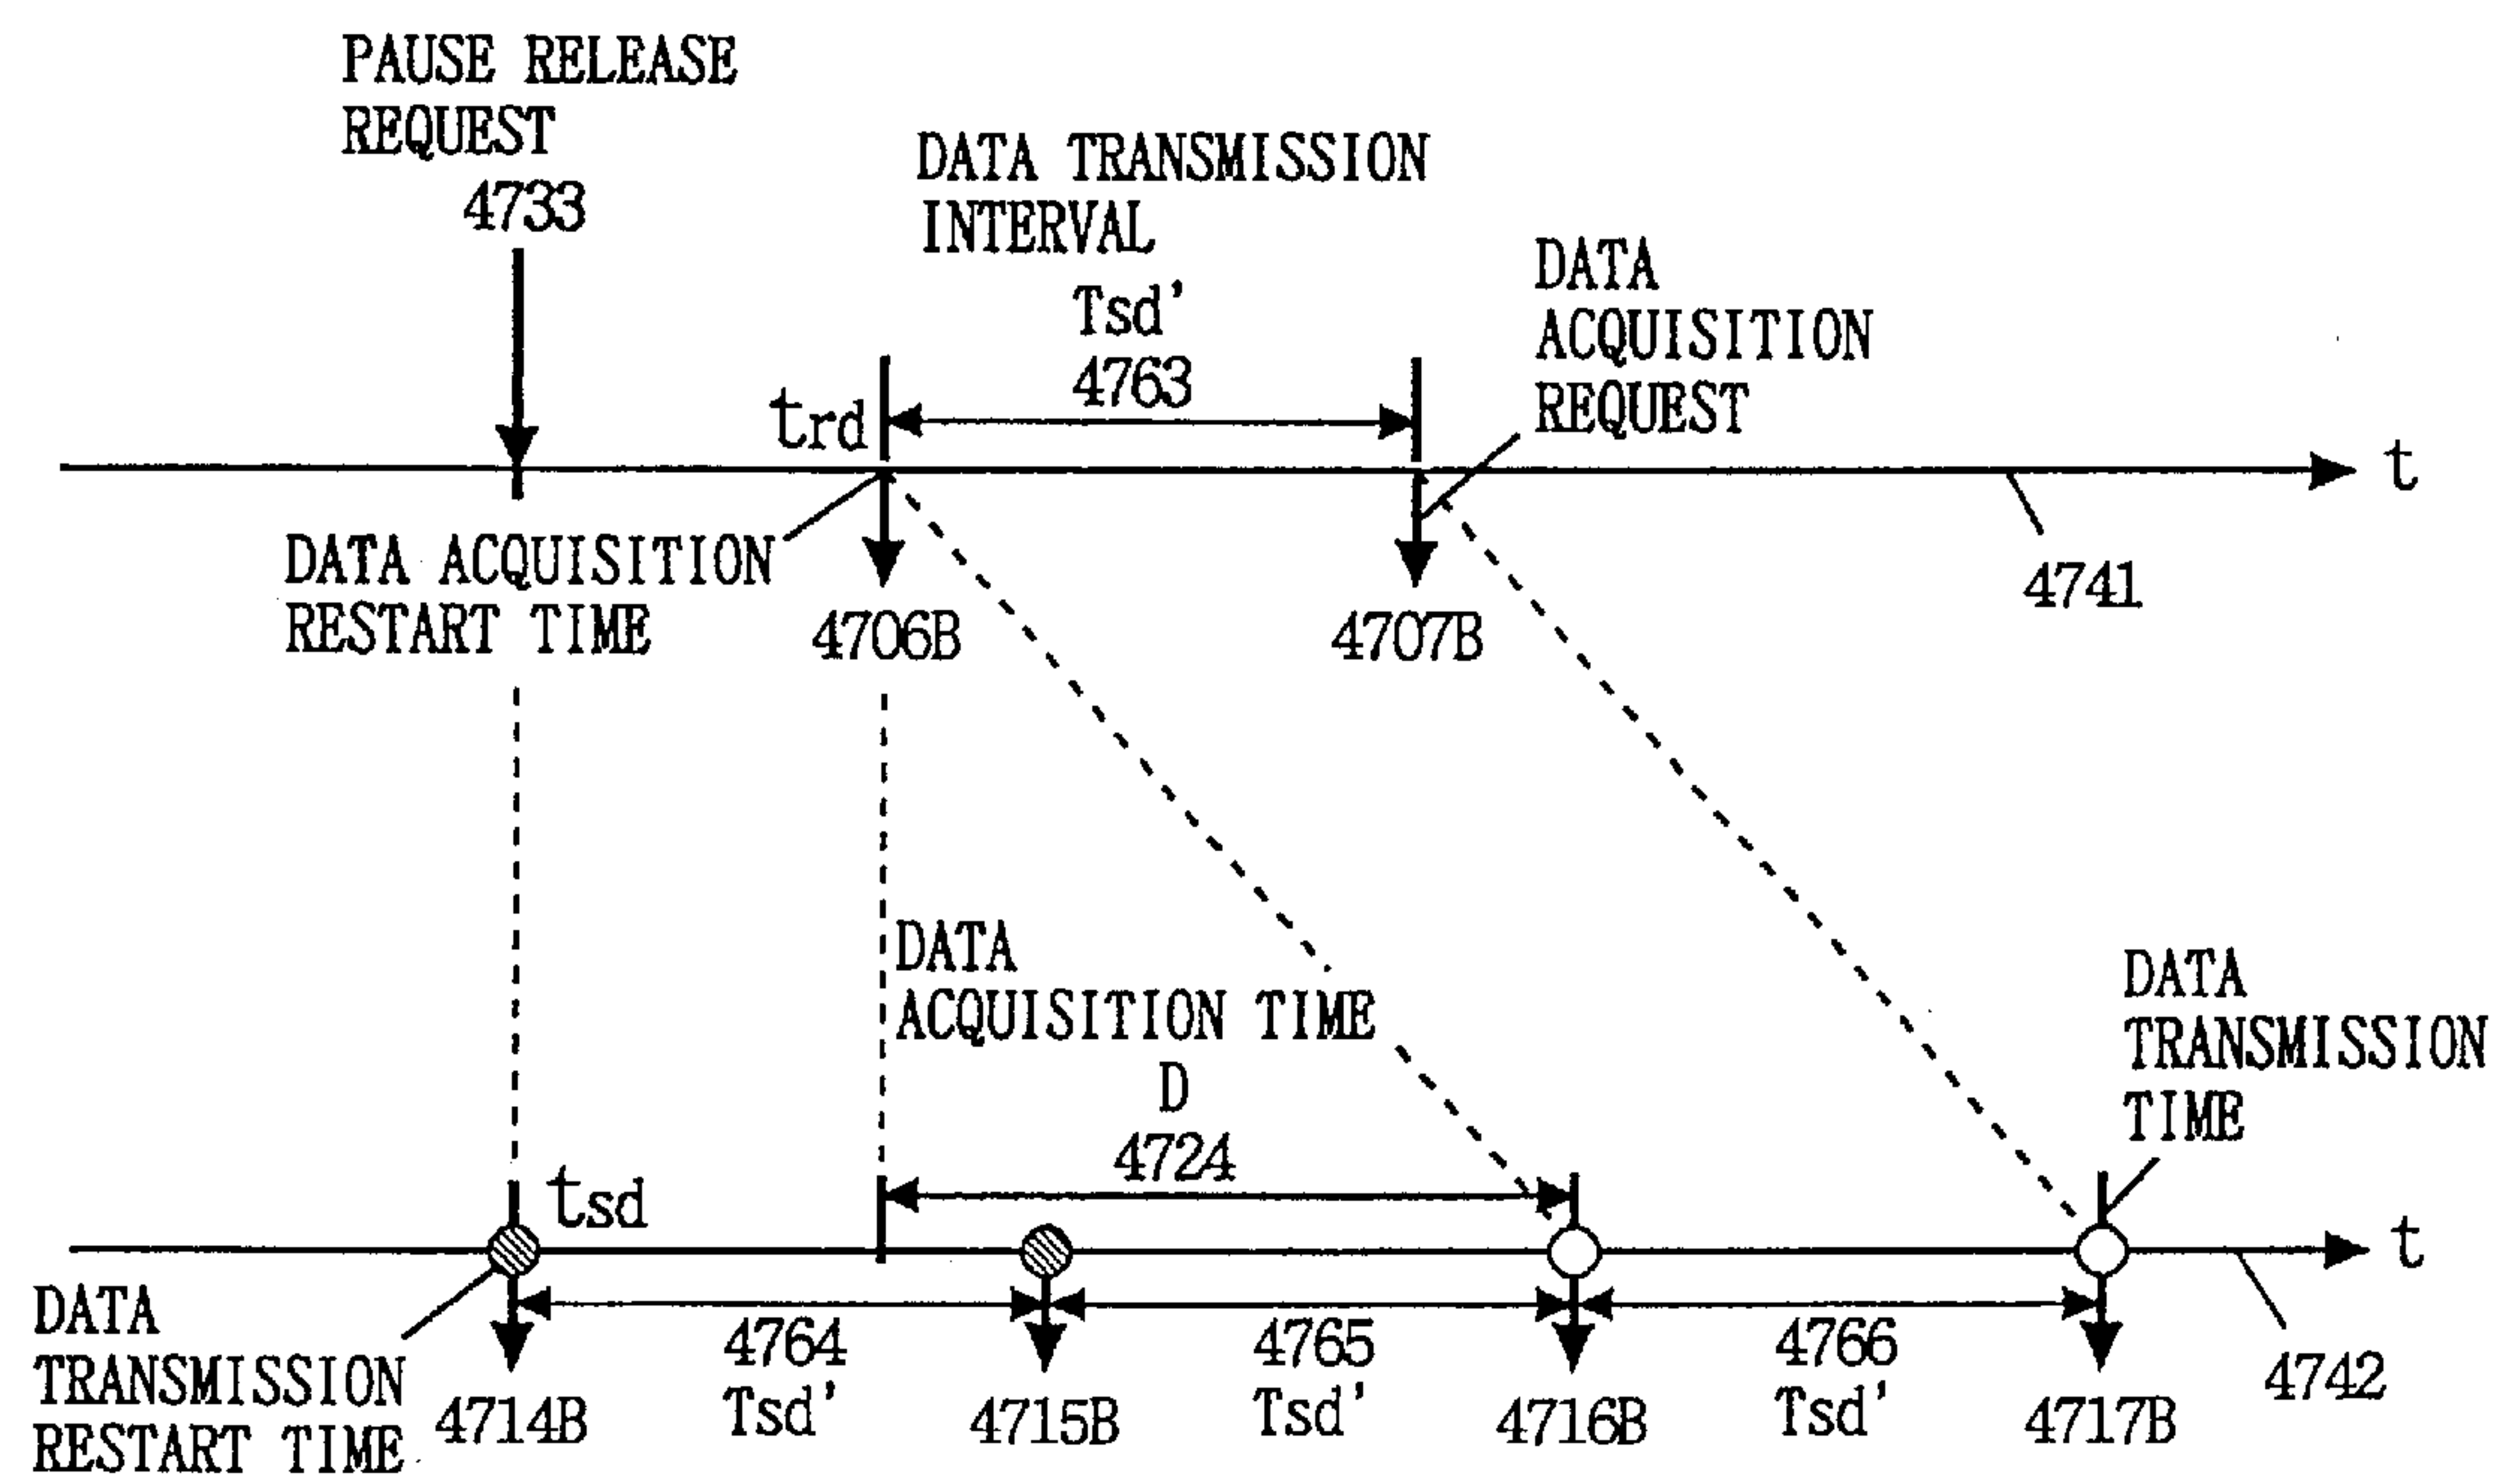 PAUSE RELEASE
REQUEST
4733
DATA TRANSMISSION
INTERVAL
Tsd'
4763
DATA
ACQUISITION
REQUEST
trd
t
DATA ACQUISITION
RESTART TIME
4706B
4707B
4741
DATA
ACQUISITION TIME
D
4724
DATA
TRANSMISSION
TIME
tsd
t
DATA
TRANSMISSION
RESTART TIME
4714B
4764
Tsd'
4715B
4765
Tsd'
4716B
4766
Tsd'
4717B
4742